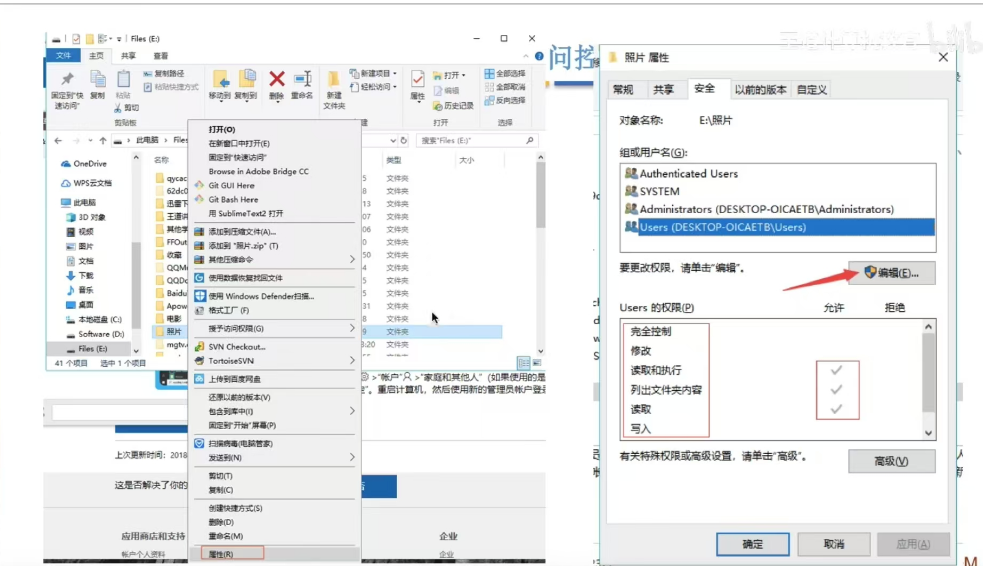 Files (E:)
文件 主页 共享 查看
固定到"快速访问" 复制 粘贴 复制路径 粘贴快捷方式 剪切
移动到 复制到 删除 重命名 新建文件夹 新建项目 轻松访问
属性 打开 编辑 历史记录 全部选择 全部取消 反向选择
剪贴板 打开 选择
此电脑 搜索"Files (E:)"
名称 类型 大小
OneDrive
WPS云文档
此电脑
3D 对象
视频
图片
文档
下载
音乐
桌面
本地磁盘 (C:)
Software (D:)
Files (E:)
qycac
62dc0
迅雷下
王道讲
其他学
FFOut
收藏
QQM
QQDo
Baidu
Apow
电影
照片
mgtv.
文件夹
文件夹
文件夹
文件夹
文件夹
文件夹
文件夹
文件夹
文件夹
文件夹
文件夹
文件夹
文件夹
文件夹
41 个项目 选中 1 个项目
打开(O)
在新窗口中打开(E)
固定到"快速访问"
Browse in Adobe Bridge CC
Git GUI Here
Git Bash Here
用 SublimeText2 打开
添加到压缩文件(A)...
添加到 "照片.zip" (T)
其他压缩命令
使用数据恢复找回文件
使用 Windows Defender扫描...
格式工厂 (F)
授予访问权限(G)
SVN Checkout...
TortoiseSVN
上传到百度网盘
还原以前的版本(V)
包含到库中(I)
固定到"开始"屏幕(P)
扫描病毒(电脑管家)
发送到(N)
剪切(T)
复制(C)
创建快捷方式(S)
删除(D)
重命名(M)
属性(R)
>"帐户" >"家庭和其他人"（如果使用的是
"。重启计算机，然后使用新的管理员帐户登
上次更新时间：2018
这是否解决了你的
应用商店和支持 企业
帐户个人资料 企业
问
照片 属性
常规 共享 安全 以前的版本 自定义
对象名称: E:\照片
组或用户名(G):
Authenticated Users
SYSTEM
Administrators (DESKTOP-OICAETB\Administrators)
Users (DESKTOP-OICAETB\Users)
要更改权限，请单击"编辑"。 编辑(E)...
Users 的权限(P) 允许 拒绝
完全控制
修改
读取和执行
列出文件夹内容
读取
写入
有关特殊权限或高级设置，请单击"高级"。 高级(V)
确定 取消 应用(A)